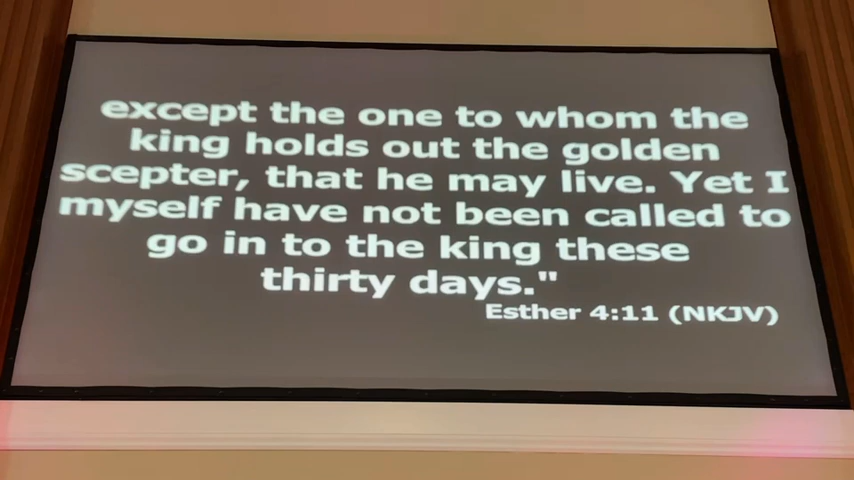 except the one to whom the
king holds out the golden
scepter, that he may live. Yet I
myself have not been called to
go in to the king these
thirty days."
Esther 4:11 (NKJV)